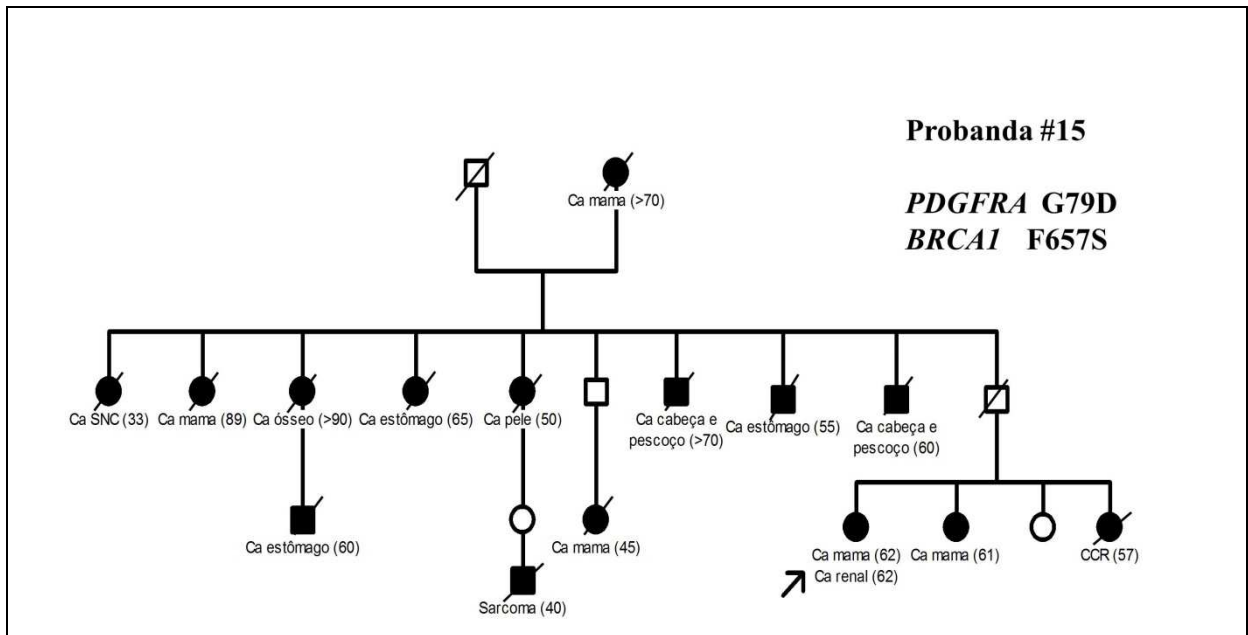 Probanda #15
PDGFRA G79D
BRCA1 F657S
Ca mama (>70)
Ca SNC (33)
Ca mama (89)
Ca ósseo (>90)
Ca estômago (65)
Ca pele (50)
Ca cabeça e
pescoço (>70)
Ca estômago (55)
Ca cabeça e
pescoço (60)
Ca estômago (60)
Sarcoma (40)
Ca mama (45)
Ca mama (62)
Ca renal (62)
Ca mama (61)
CCR (57)